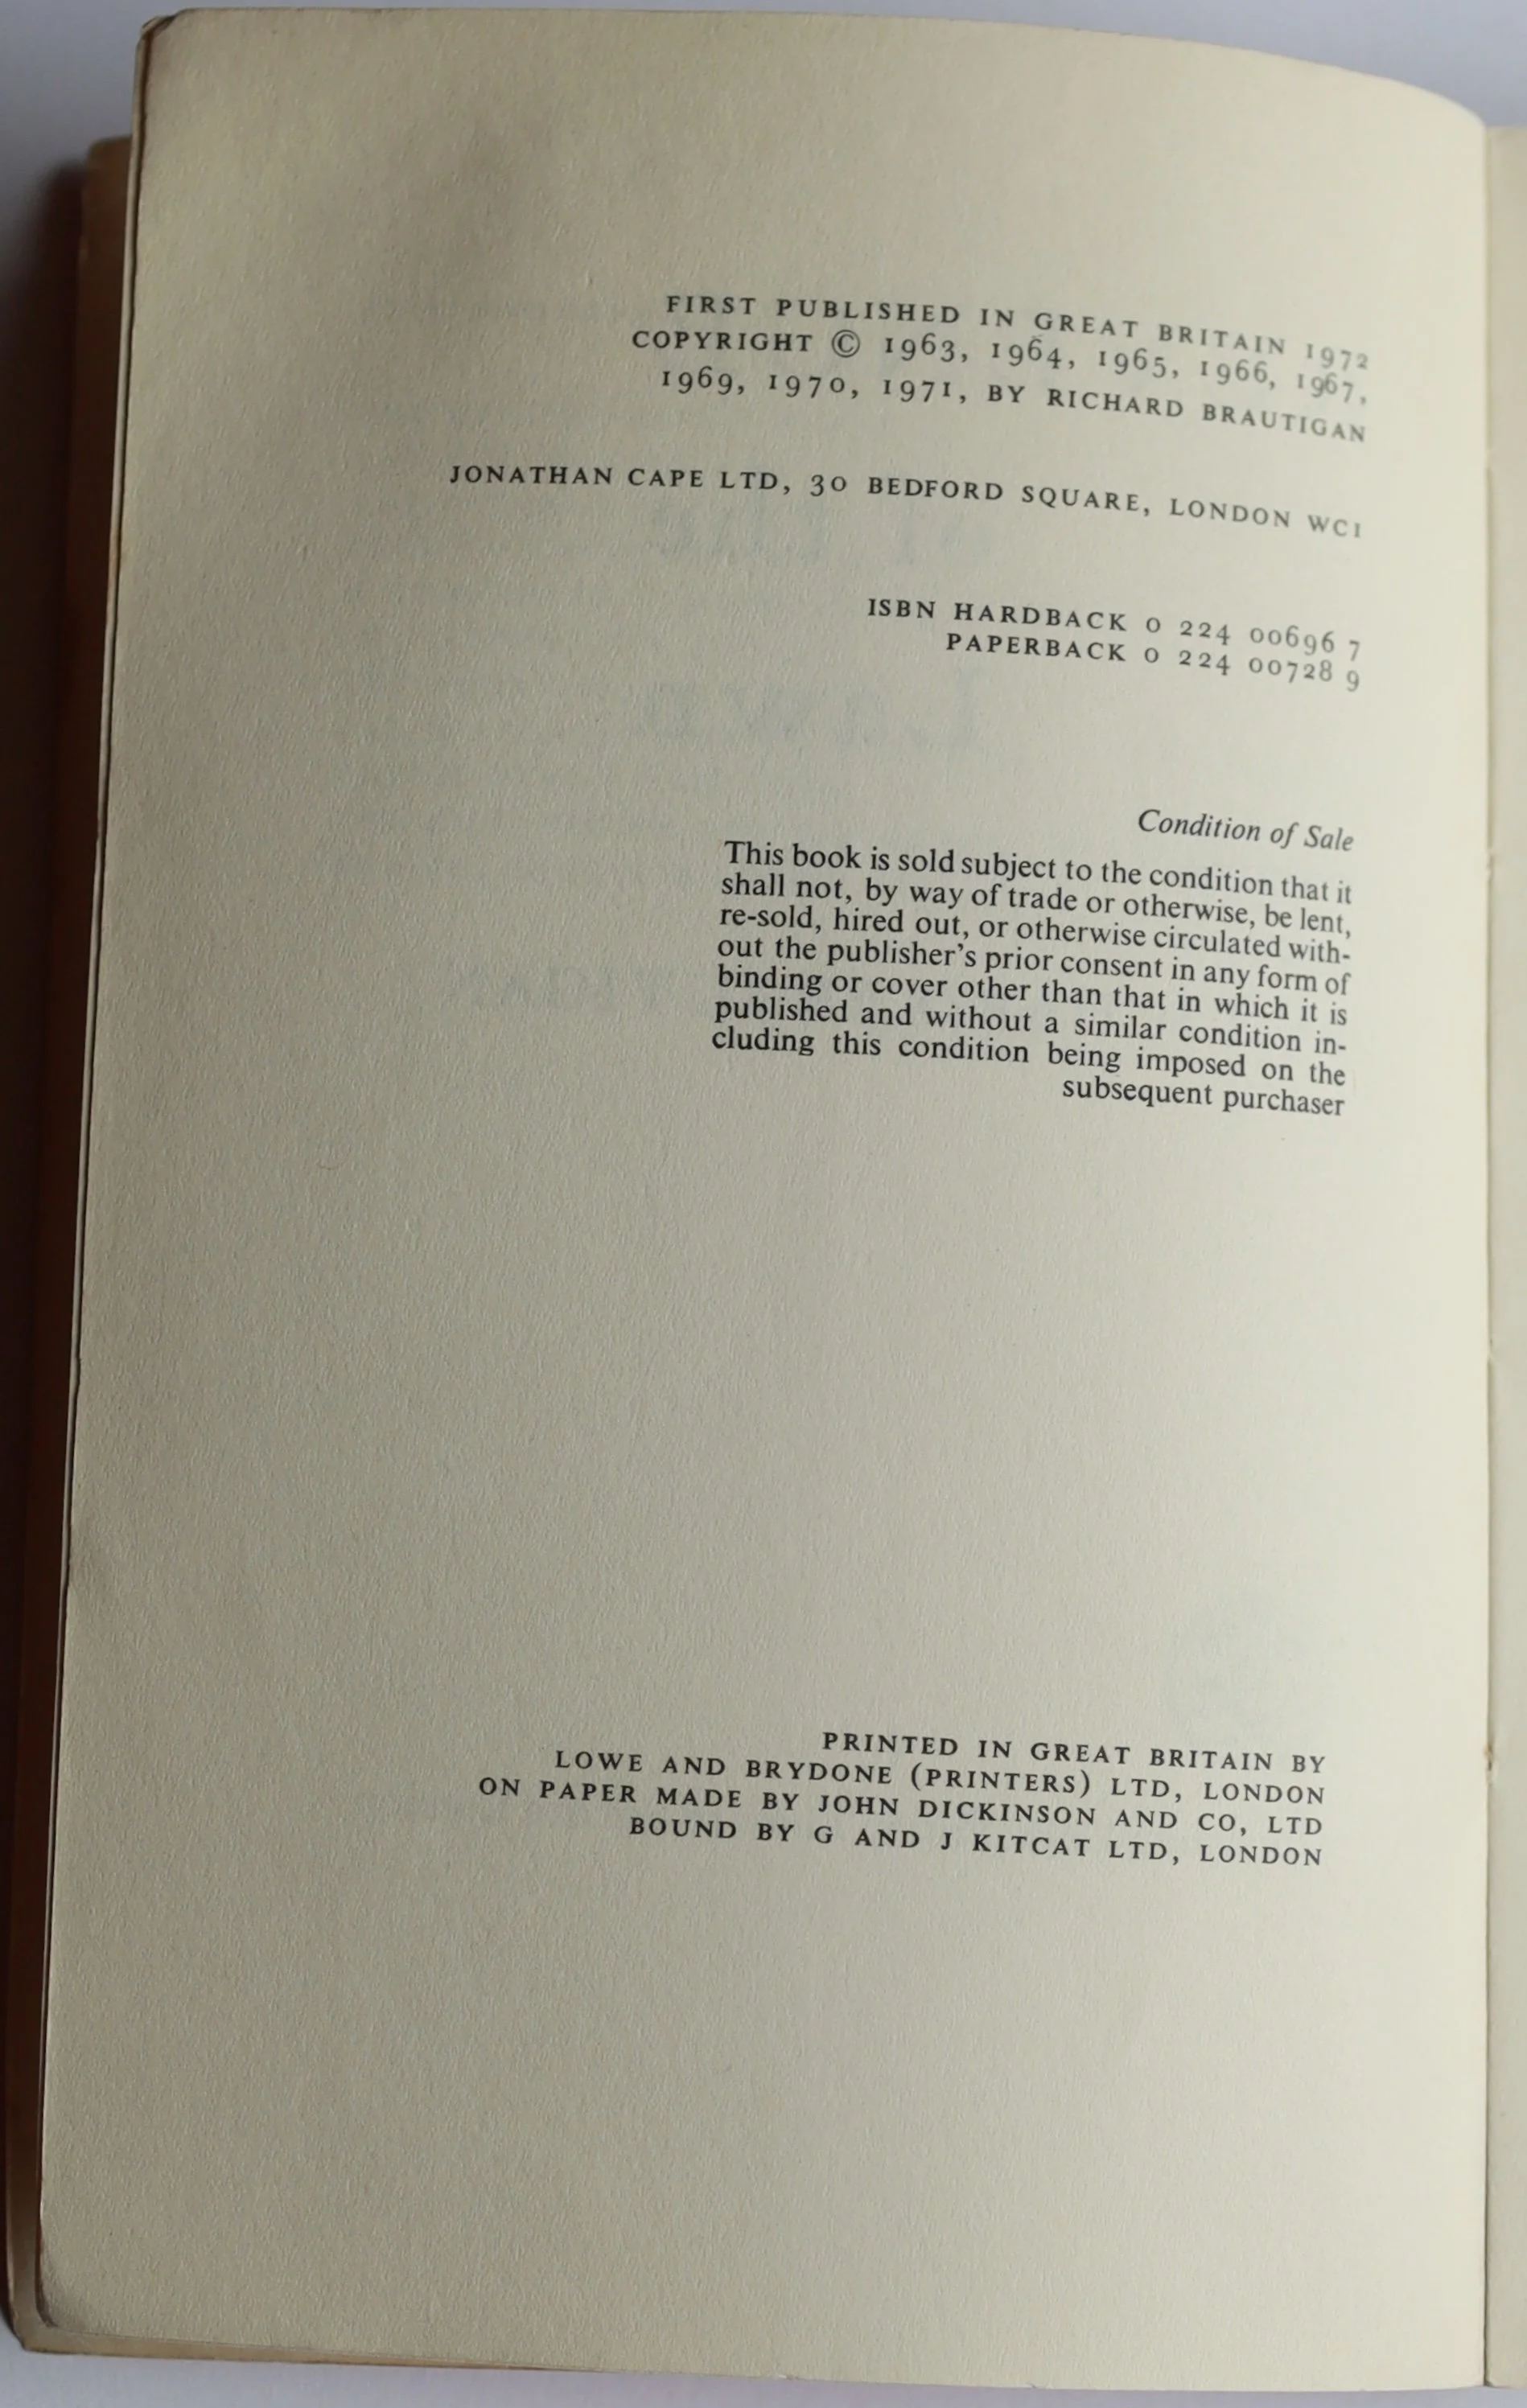 FIRST PUBLISHED IN GREAT BRITAIN 1972
COPYRIGHT © 1963, 1964, 1965, 1966, 1967,
1969, 1970, 1971, BY RICHARD BRAUTIGAN
JONATHAN CAPE LTD, 30 BEDFORD SQUARE, LONDON WC1
ISBN HARDBACK 0 224 00696 7
PAPERBACK 0 224 00728 9
Condition of Sale
This book is sold subject to the condition that it
shall not, by way of trade or otherwise, be lent,
re-sold, hired out, or otherwise circulated with-
out the publisher's prior consent in any form of
binding or cover other than that in which it is
published and without a similar condition in-
cluding this condition being imposed on the
subsequent purchaser
PRINTED IN GREAT BRITAIN BY
LOWE AND BRYDONE (PRINTERS) LTD, LONDON
ON PAPER MADE BY JOHN DICKINSON AND CO, LTD
BOUND BY G AND J KITCAT LTD, LONDON